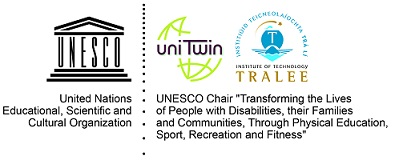 UNESCO
United Nations
Educational, Scientific and
Cultural Organization
uniTwin
INSTITIÚID TEICNEOLAÍOCHTA TRÁ LÍ
T
INSTITUTE OF TECHNOLOGY
TRALEE
UNESCO Chair "Transforming the Lives
of People with Disabilities, their Families
and Communities, Through Physical Education,
Sport, Recreation and Fitness"